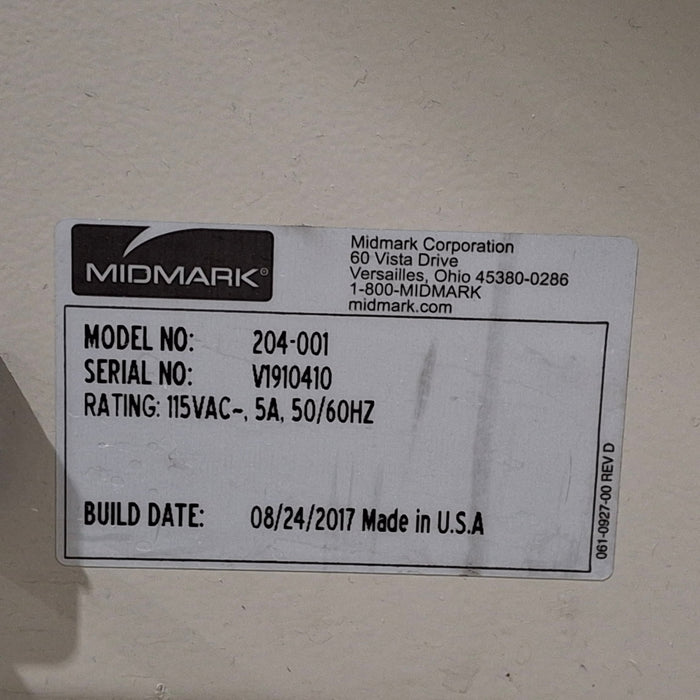 MIDMARK®
Midmark Corporation
60 Vista Drive
Versailles, Ohio 45380-0286
1-800-MIDMARK
midmark.com
MODEL NO: 204-001
SERIAL NO: V1910410
RATING: 115VAC~, 5A, 50/60HZ
BUILD DATE: 08/24/2017 Made in U.S.A
061-0927-00 REV D